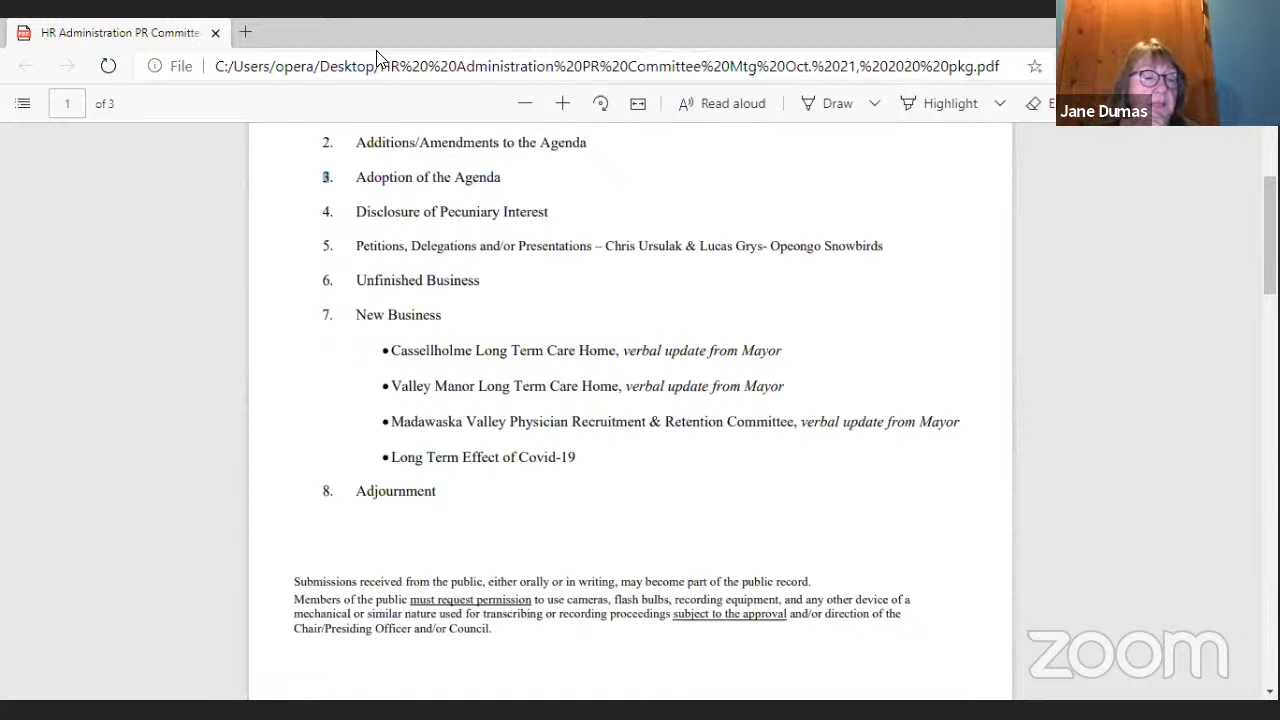 HR Administration PR Committe
File
C:/Users/opera/Desktop/HR%20%20Administration%20PR%20Committee%20Mtg%20Oct.%2021,%202020%20pkg.pdf
1 of 3
Read aloud
Draw
Highlight
E
Jane Dumas
2. Additions/Amendments to the Agenda
3. Adoption of the Agenda
4. Disclosure of Pecuniary Interest
5. Petitions, Delegations and/or Presentations – Chris Ursulak & Lucas Grys- Opeongo Snowbirds
6. Unfinished Business
7. New Business
•Cassellholme Long Term Care Home, verbal update from Mayor
•Valley Manor Long Term Care Home, verbal update from Mayor
•Madawaska Valley Physician Recruitment & Retention Committee, verbal update from Mayor
•Long Term Effect of Covid-19
8. Adjournment
Submissions received from the public, either orally or in writing, may become part of the public record.
Members of the public must request permission to use cameras, flash bulbs, recording equipment, and any other device of a
mechanical or similar nature used for transcribing or recording proceedings subject to the approval and/or direction of the
Chair/Presiding Officer and/or Council.
zoom